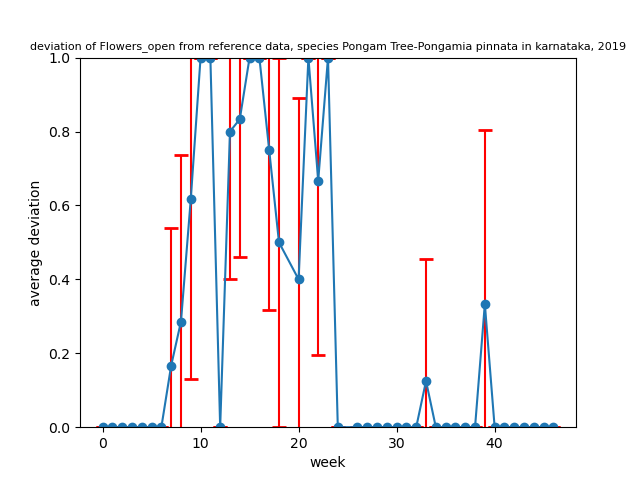 deviation of Flowers_open from reference data, species Pongam Tree-Pongamia pinnata in karnataka, 2019
1.0
0.8
0.6
0.4
0.2
0.0
average deviation
0 10 20 30 40
week